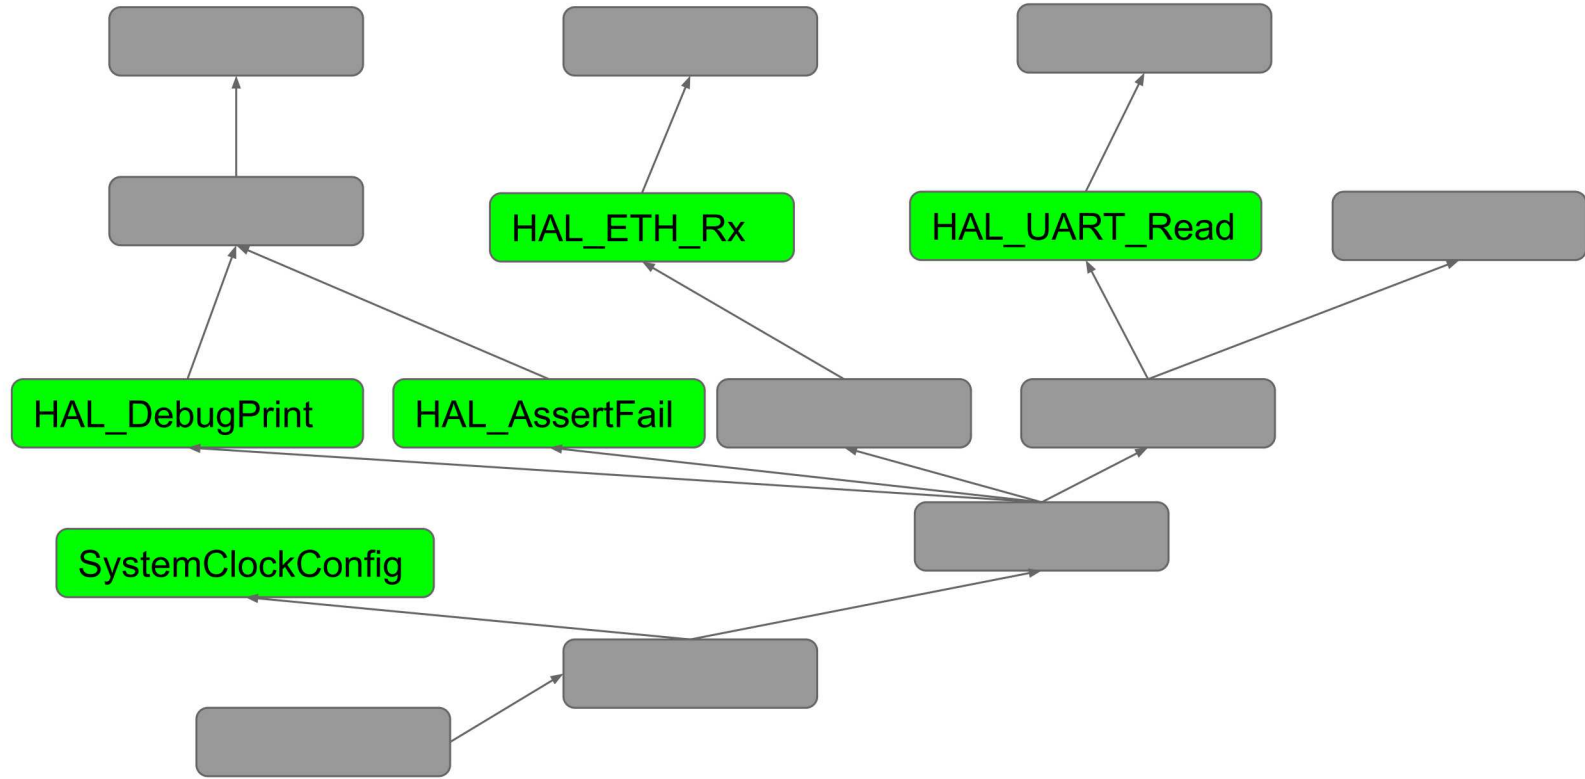 HAL_ETH_Rx
HAL_UART_Read
HAL_DebugPrint
HAL_AssertFail
SystemClockConfig